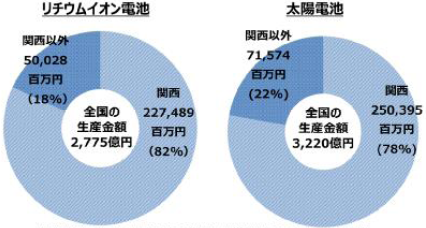 リチウムイオン電池
関西以外
50,028
百万円
(18%)
全国の
生産金額
2,775億円
関西
227,489
百万円
(82%)
太陽電池
関西以外
71,574
百万円
(22%)
全国の
生産金額
3,220億円
関西
250,395
百万円
(78%)